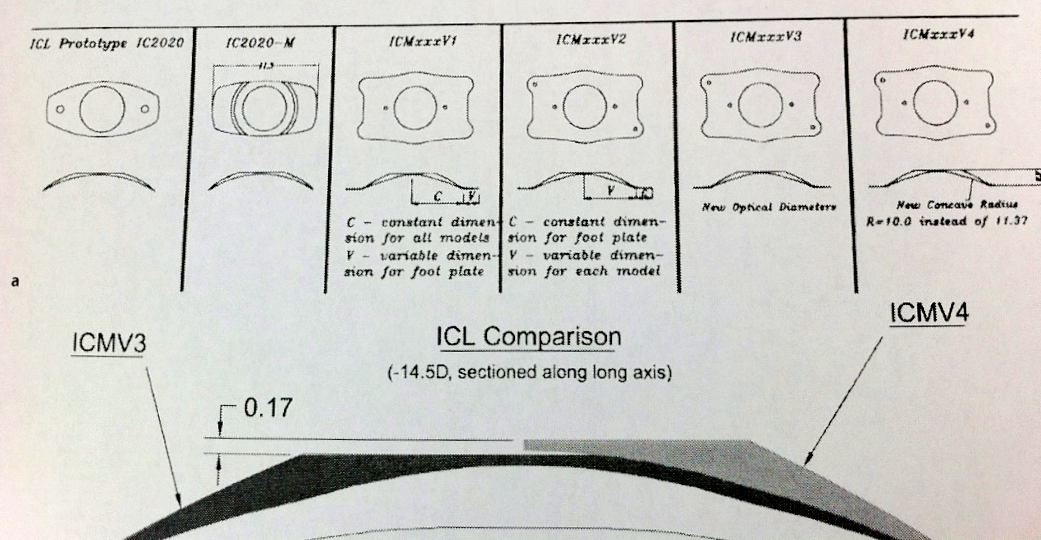 ICL Prototype IC2020
IC2020-M
ICMxxxV1
ICMxxxV2
ICMxxxV3
ICMxxxV4
11.5
C V
V
New Optical Diameters
New Concave Radius
R=10.0 instead of 11.37
C - constant dimen-
sion for all models
V - variable dimen-
sion for foot plate
C - constant dimen-
sion for foot plate
V - variable dimen-
sion for each model
a
ICMV3
ICL Comparison
(-14.5D, sectioned along long axis)
ICMV4
0.17